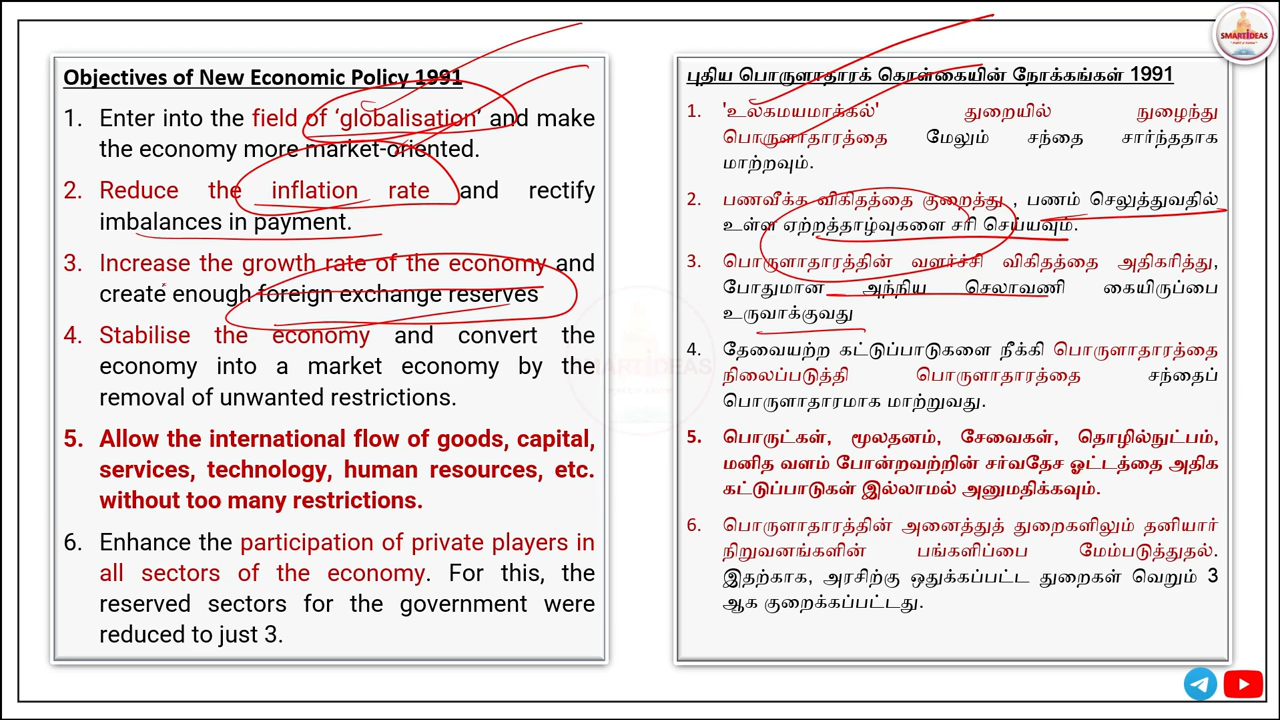 SMARTIDEAS
Objectives of New Economic Policy 1991
1. Enter into the field of 'globalisation' and make
the economy more market-oriented.
2. Reduce the inflation rate and rectify
imbalances in payment.
3. Increase the growth rate of the economy and
create enough foreign exchange reserves
4. Stabilise the economy and convert the
economy into a market economy by the
removal of unwanted restrictions.
5. Allow the international flow of goods, capital,
services, technology, human resources, etc.
without too many restrictions.
6. Enhance the participation of private players in
all sectors of the economy. For this, the
reserved sectors for the government were
reduced to just 3.
புதிய பொருளாதாரக் கொள்கையின் நோக்கங்கள் 1991
1. 'உலகமயமாக்கல்' துறையில் நுழைந்து
பொருளாதாரத்தை மேலும் சந்தை சார்ந்ததாக
மாற்றவும்.
2. பணவீக்க விகிதத்தை குறைத்து , பணம் செலுத்துவதில்
உள்ள ஏற்றத்தாழ்வுகளை சரி செய்யவும்.
3. பொருளாதாரத்தின் வளர்ச்சி விகிதத்தை அதிகரித்து,
போதுமான அந்நிய செலாவணி கையிருப்பை
உருவாக்குவது
4. தேவையற்ற கட்டுப்பாடுகளை நீக்கி பொருளாதாரத்தை
நிலைப்படுத்தி பொருளாதாரத்தை சந்தைப்
பொருளாதாரமாக மாற்றுவது.
5. பொருட்கள், மூலதனம், சேவைகள், தொழில்நுட்பம்,
மனித வளம் போன்றவற்றின் சர்வதேச ஓட்டத்தை அதிக
கட்டுப்பாடுகள் இல்லாமல் அனுமதிக்கவும்.
6. பொருளாதாரத்தின் அனைத்துத் துறைகளிலும் தனியார்
நிறுவனங்களின் பங்களிப்பை மேம்படுத்துதல்.
இதற்காக, அரசிற்கு ஒதுக்கப்பட்ட துறைகள் வெறும் 3
ஆக குறைக்கப்பட்டது.
SMARTIDEAS